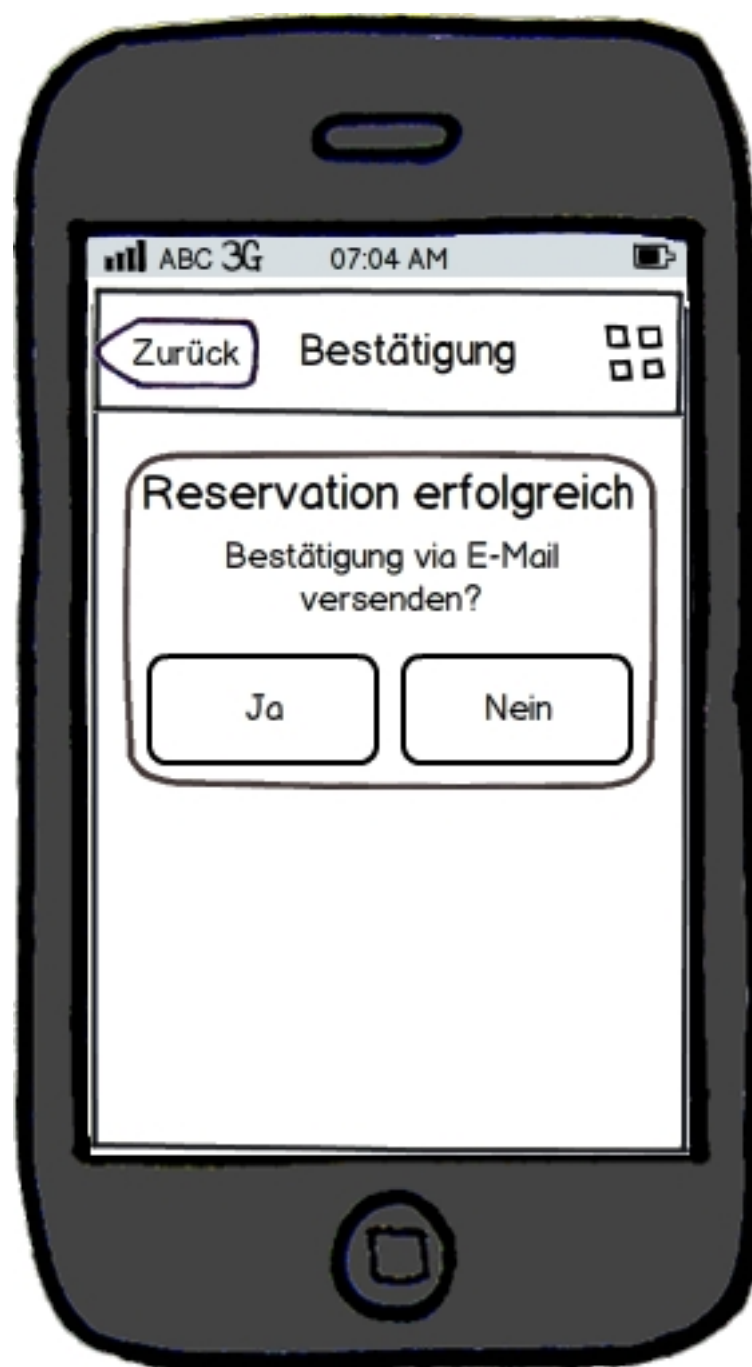 ABC 3G 07:04 AM
Zurück Bestätigung
Reservation erfolgreich
Bestätigung via E-Mail
versenden?
Ja Nein